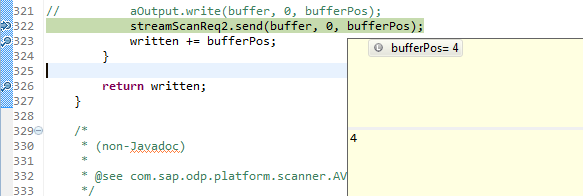 321 //         aOutput.write(buffer, 0, bufferPos);
322         streamScanReq2.send(buffer, 0, bufferPos);
323         written += bufferPos;
324     }
325
326     return written;
327 }
328
329 /*
330  * (non-Javadoc)
331  *
332  * @see com.sap.odp.platform.scanner.AV
333  */
bufferPos= 4
4